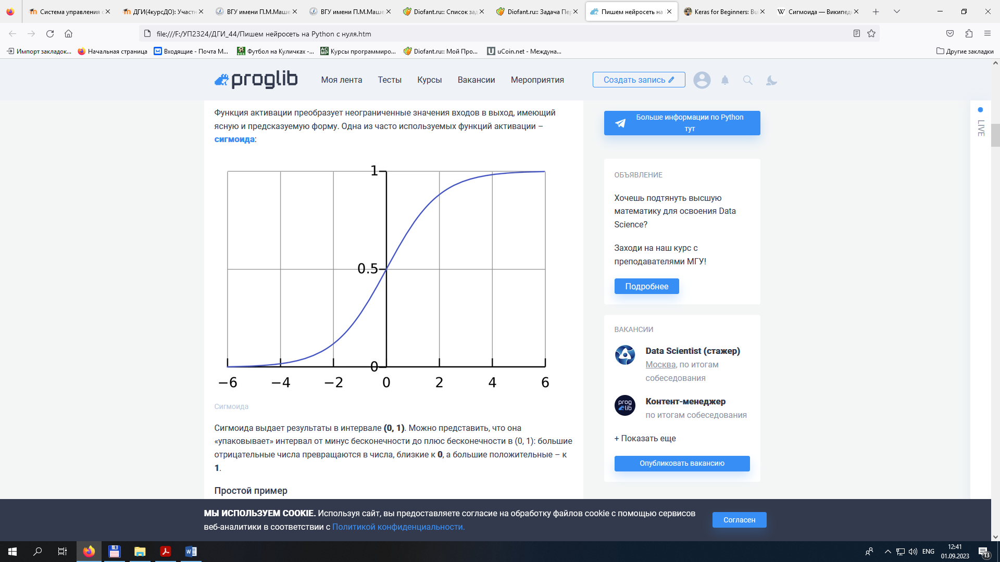 Система управления о
ДГИ(4курсДО): Участн
ВГУ имени П.М.Маше
ВГУ имени П.М.Маше
Diofant.ru:: Список зад
Diofant.ru:: Задача Пер
Пишем нейросеть на
Keras for Beginners: Bu
Сигмоида — Википед
file:///F:/УП2324/ДГИ_44/Пишем нейросеть на Python с нуля.htm
Импорт закладок...
Начальная страница
Входящие - Почта M...
Футбол на Куличках -...
Курсы программиро...
Diofant.ru:: Мой Про...
uCoin.net - Междуна...
Другие закладки
proglib
Моя лента
Тесты
Курсы
Вакансии
Мероприятия
Создать запись
Функция активации преобразует неограниченные значения входов в выход, имеющий
ясную и предсказуемую форму. Одна из часто используемых функций активации –
сигмоида:
1
0.5
0
−6 −4 −2 0 2 4 6
Сигмоида
Сигмоида выдает результаты в интервале (0, 1). Можно представить, что она
«упаковывает» интервал от минус бесконечности до плюс бесконечности в (0, 1): большие
отрицательные числа превращаются в числа, близкие к 0, а большие положительные – к
1.
Простой пример
Больше информации по Python
тут
LIVE
ОБЪЯВЛЕНИЕ
Хочешь подтянуть высшую
математику для освоения Data
Science?
Заходи на наш курс с
преподавателями МГУ!
Подробнее
ВАКАНСИИ
Data Scientist (стажер)
Москва, по итогам
собеседования
prog
lib
Контент-менеджер
по итогам собеседования
+ Показать еще
Опубликовать вакансию
МЫ ИСПОЛЬЗУЕМ COOKIE. Используя сайт, вы предоставляете согласие на обработку файлов cookie с помощью сервисов
веб-аналитики в соответствии с Политикой конфиденциальности.
Согласен
ENG
12:41
01.09.2023
13